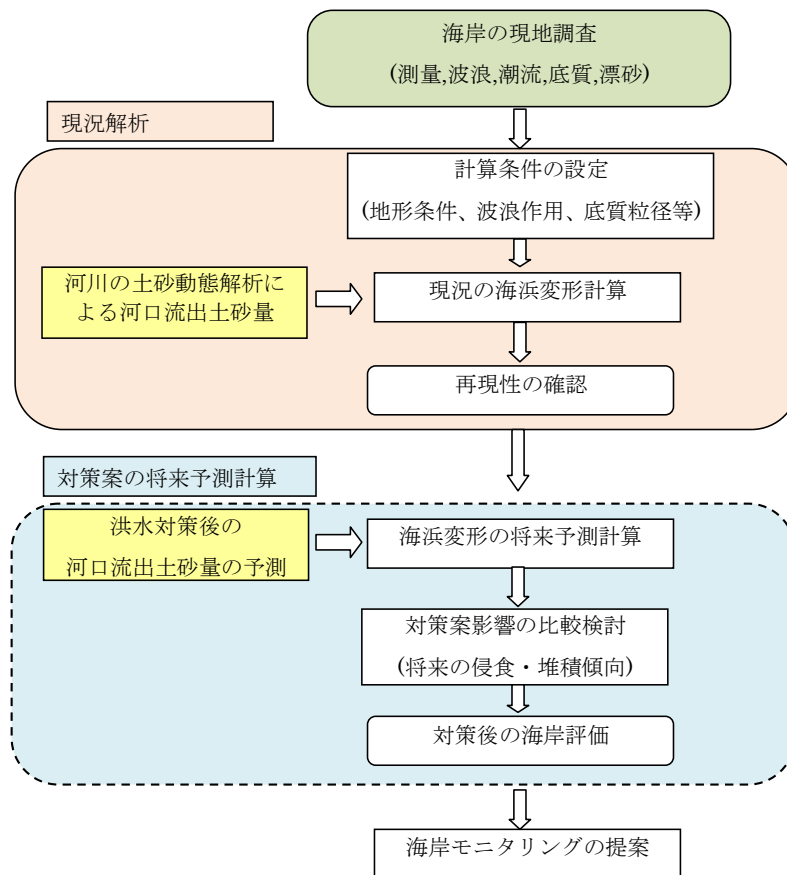 海岸の現地調査
(測量,波浪,潮流,底質,漂砂)
現況解析
計算条件の設定
(地形条件、波浪作用、底質粒径等)
河川の土砂動態解析に
よる河口流出土砂量
現況の海浜変形計算
再現性の確認
対策案の将来予測計算
洪水対策後の
河口流出土砂量の予測
海浜変形の将来予測計算
対策案影響の比較検討
(将来の侵食・堆積傾向)
対策後の海岸評価
海岸モニタリングの提案